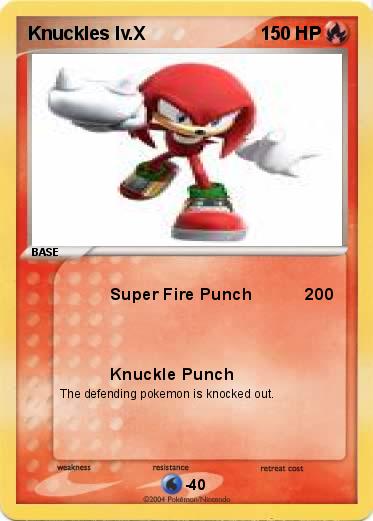 Knuckles lv.X 150 HP
BASE
Super Fire Punch 200
Knuckle Punch
The defending pokemon is knocked out.
weakness resistance retreat cost
-40
©2004 Pokémon/Nintendo